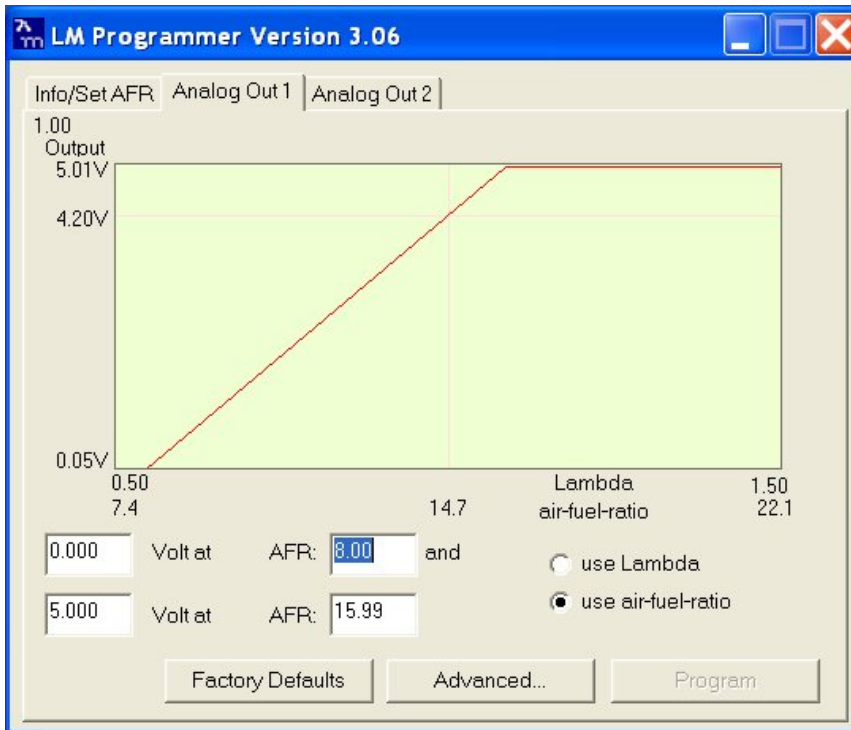 LM Programmer Version 3.06
Info/Set AFR Analog Out 1 Analog Out 2
1.00
Output
5.01V
4.20V
0.05V
0.50 Lambda 1.50
7.4 14.7 air-fuel-ratio 22.1
0.000 Volt at AFR: 8.00 and
use Lambda
5.000 Volt at AFR: 15.99
use air-fuel-ratio
Factory Defaults Advanced... Program